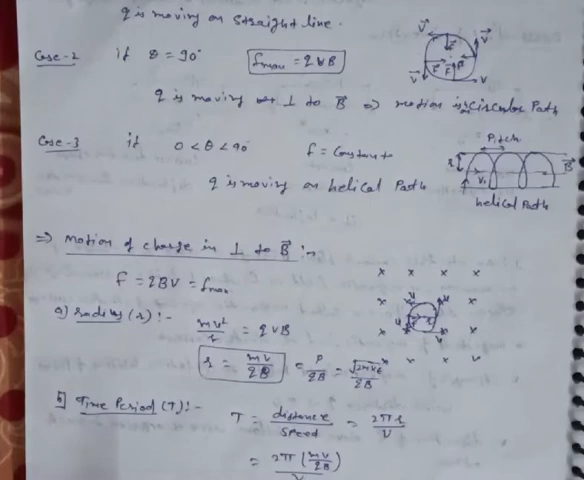 q is moving on straight line.
Case-2 if θ = 90° fmax = qVB
q is moving ⊥ to B⃗ ⇒ motion is circular Path
Case-3 if 0 < θ < 90° f = Constant
Pitch
q is moving on helical Path
helical Path
⇒ Motion of charge in ⊥ to B⃗ :-
f = qBV = fmax
a) radius (r) :- mv²/r = qVB
r = mv/qB = P/qB = √2mKE/qB
b] Time Period (T) :- T = distance/speed = 2πr/V
= 2π(mv/qB)/V